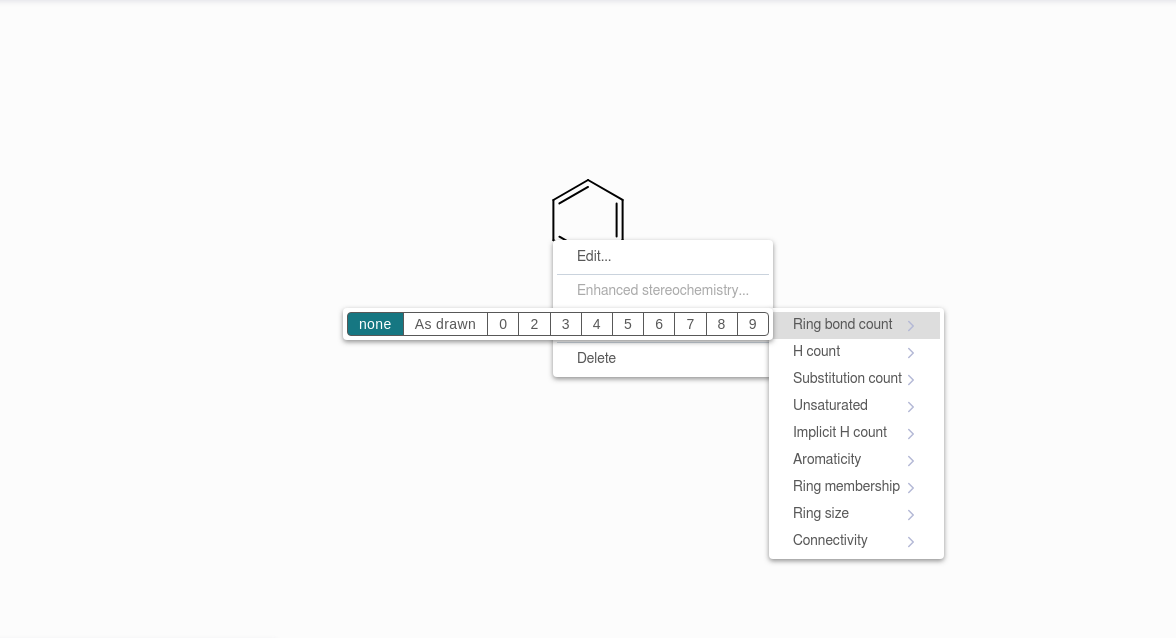 Edit...
Enhanced stereochemistry...
none As drawn 0 2 3 4 5 6 7 8 9
Delete
Ring bond count
H count
Substitution count
Unsaturated
Implicit H count
Aromaticity
Ring membership
Ring size
Connectivity